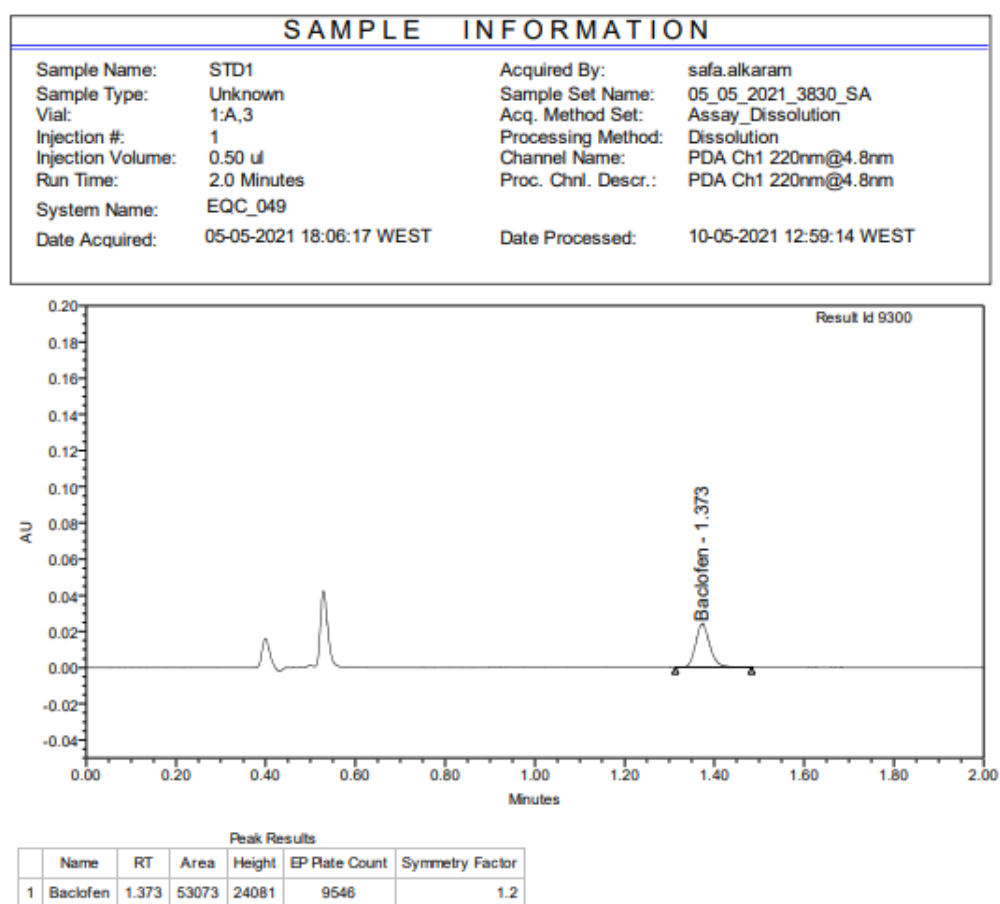 SAMPLE INFORMATION
Sample Name: STD1 Acquired By: safa.alkaram
Sample Type: Unknown Sample Set Name: 05_05_2021_3830_SA
Vial: 1:A,3 Acq. Method Set: Assay_Dissolution
Injection #: 1 Processing Method: Dissolution
Injection Volume: 0.50 ul Channel Name: PDA Ch1 220nm@4.8nm
Run Time: 2.0 Minutes Proc. Chnl. Descr.: PDA Ch1 220nm@4.8nm
System Name: EQC_049
Date Acquired: 05-05-2021 18:06:17 WEST Date Processed: 10-05-2021 12:59:14 WEST
Result Id 9300
0.20
0.18
0.16
0.14
0.12
0.10
0.08
0.06
0.04
0.02
0.00
-0.02
-0.04
AU
Baclofen - 1.373
0.00 0.20 0.40 0.60 0.80 1.00 1.20 1.40 1.60 1.80 2.00
Minutes
Peak Results
Name RT Area Height EP Plate Count Symmetry Factor
1 Baclofen 1.373 53073 24081 9546 1.2